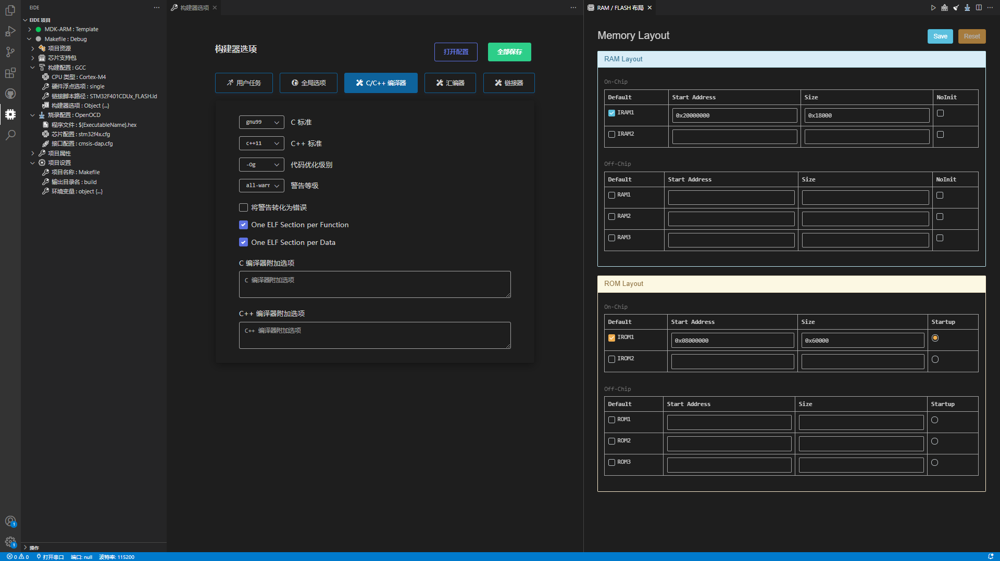 EIDE
EIDE 项目
MDK-ARM : Template
Makefile : Debug
项目资源
芯片支持包
构建配置 : GCC
CPU 类型 : Cortex-M4
硬件浮点选项 : single
链接脚本路径 : STM32F401CDUx_FLASH.ld
构建器选项 : Object {...}
烧录配置 : OpenOCD
程序文件 : ${ExecutableName}.hex
芯片配置 : stm32f4x.cfg
接口配置 : cmsis-dap.cfg
项目属性
项目设置
项目名称 : Makefile
输出目录名 : build
环境变量 : object {...}
操作
构建器选项
构建器选项
打开配置
全部保存
用户任务
全局选项
C/C++ 编译器
汇编器
链接器
gnu99 C 标准
c++11 C++ 标准
-Og 代码优化级别
all-warr 警告等级
将警告转化为错误
One ELF Section per Function
One ELF Section per Data
C 编译器附加选项
C 编译器附加选项
C++ 编译器附加选项
C++ 编译器附加选项
RAM / FLASH 布局
Memory Layout
Save
Reset
RAM Layout
On-Chip
Default Start Address Size NoInit
IRAM1 0x20000000 0x18000
IRAM2
Off-Chip
Default Start Address Size NoInit
RAM1
RAM2
RAM3
ROM Layout
On-Chip
Default Start Address Size Startup
IROM1 0x08000000 0x60000
IROM2
Off-Chip
Default Start Address Size Startup
ROM1
ROM2
ROM3
1
1
0 0 打开串口 端口: null 波特率: 115200